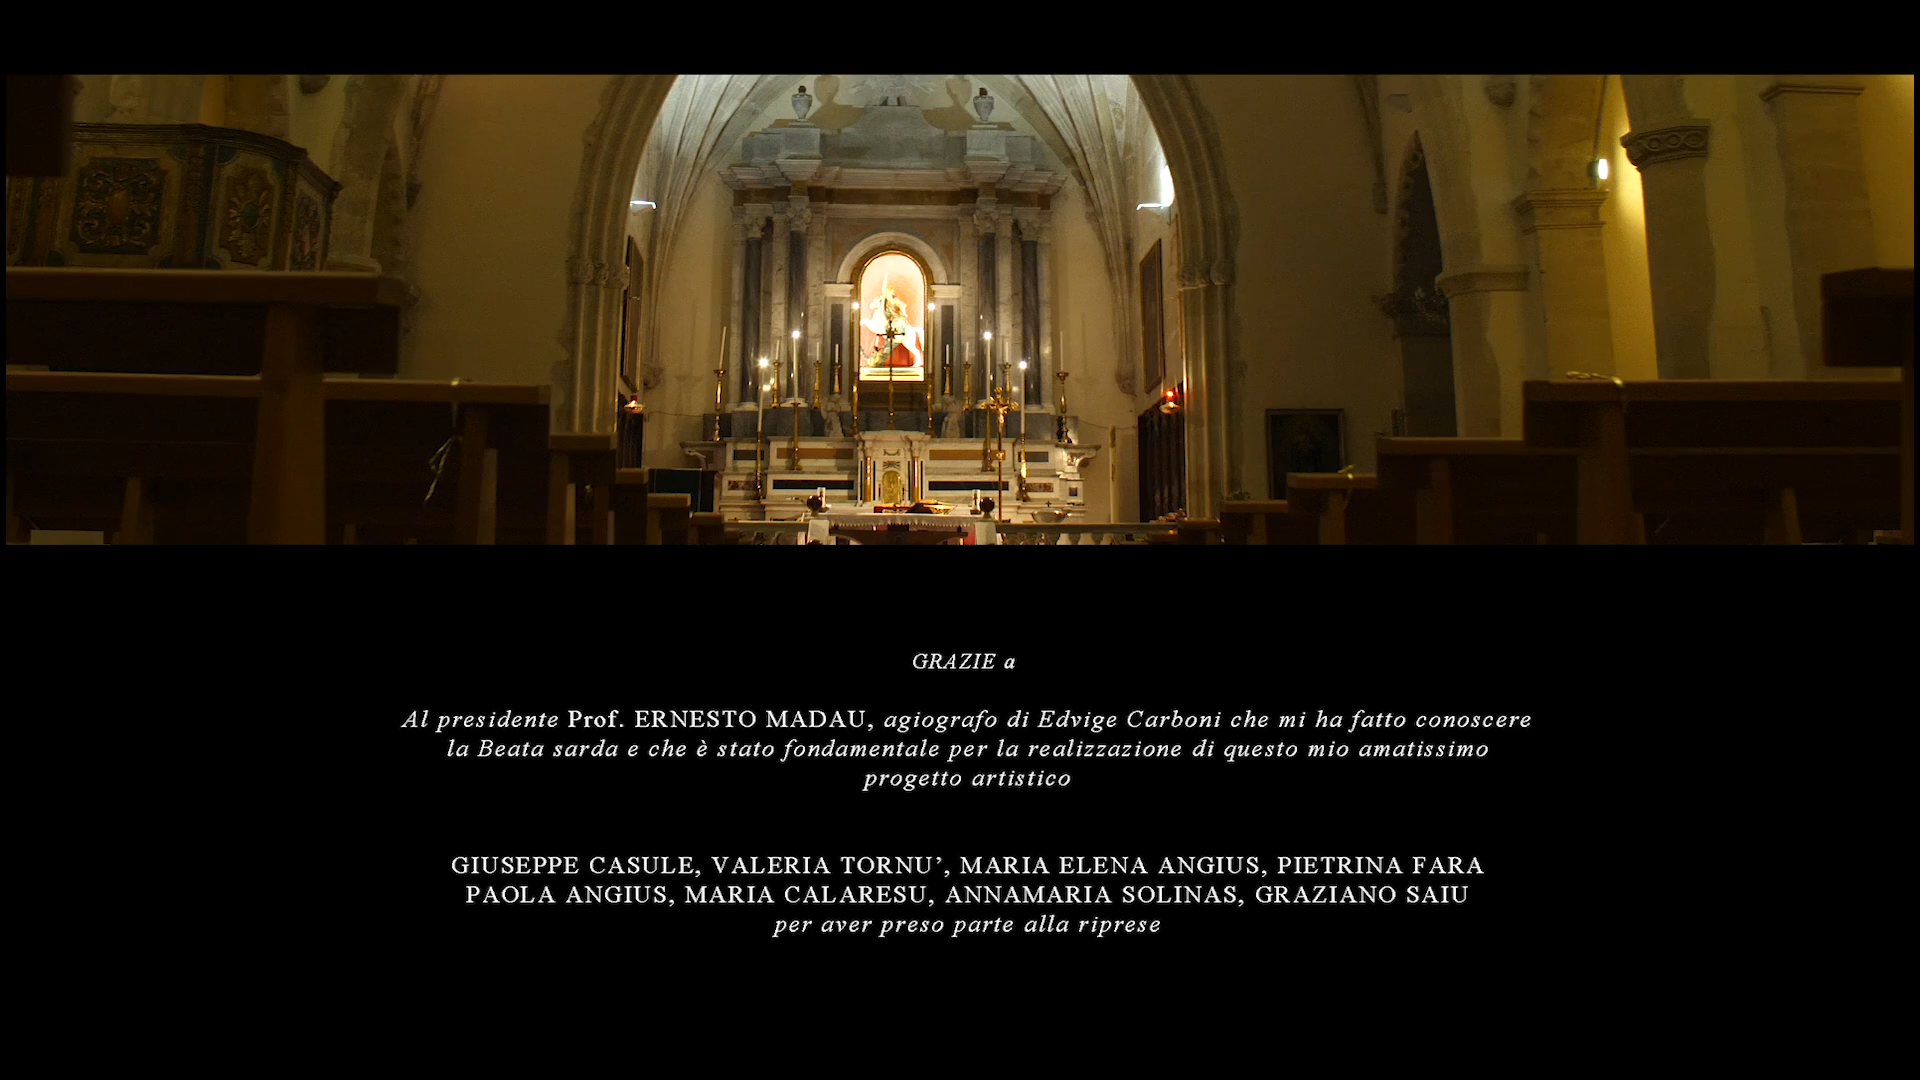 GRAZIE a
Al presidente Prof. ERNESTO MADAU, agiografo di Edvige Carboni che mi ha fatto conoscere
la Beata sarda e che è stato fondamentale per la realizzazione di questo mio amatissimo
progetto artistico
GIUSEPPE CASULE, VALERIA TORNU’, MARIA ELENA ANGIUS, PIETRINA FARA
PAOLA ANGIUS, MARIA CALARESU, ANNAMARIA SOLINAS, GRAZIANO SAIU
per aver preso parte alla riprese